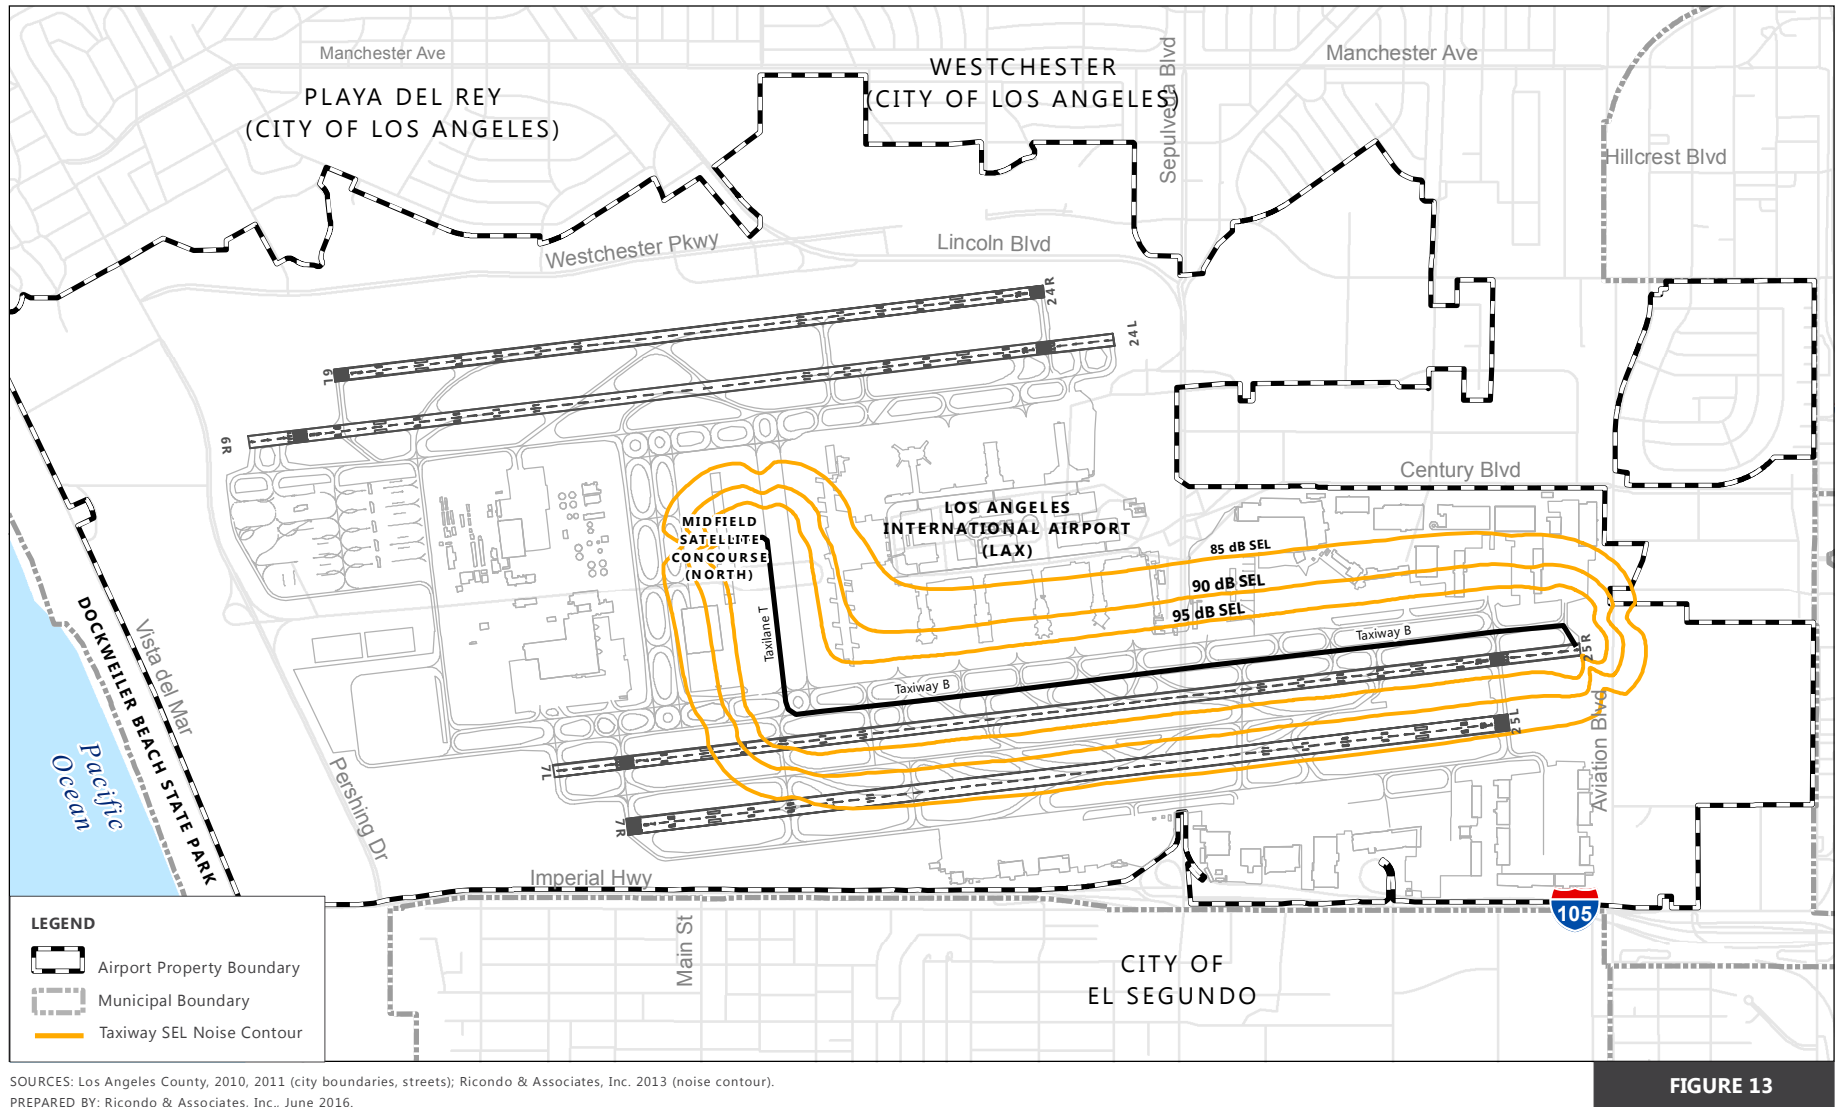 Manchester Ave
PLAYA DEL REY
(CITY OF LOS ANGELES)
WESTCHESTER
(CITY OF LOS ANGELES)
Sepulveda Blvd
Manchester Ave
Hillcrest Blvd
Westchester Pkwy
Lincoln Blvd
24R
24L
6L
6R
Century Blvd
MIDFIELD
SATELLITE
CONCOURSE
(NORTH)
LOS ANGELES
INTERNATIONAL AIRPORT
(LAX)
85 dB SEL
90 dB SEL
95 dB SEL
Taxilane T
Taxiway B
Taxiway B
25R
25L
7L
7R
Aviation Blvd
DOCKWEILER BEACH STATE PARK
Vista del Mar
Pacific
Ocean
Pershing Dr
Imperial Hwy
105
Main St
CITY OF
EL SEGUNDO
LEGEND
Airport Property Boundary
Municipal Boundary
Taxiway SEL Noise Contour
SOURCES: Los Angeles County, 2010, 2011 (city boundaries, streets); Ricondo & Associates, Inc. 2013 (noise contour).
PREPARED BY: Ricondo & Associates, Inc., June 2016.
FIGURE 13